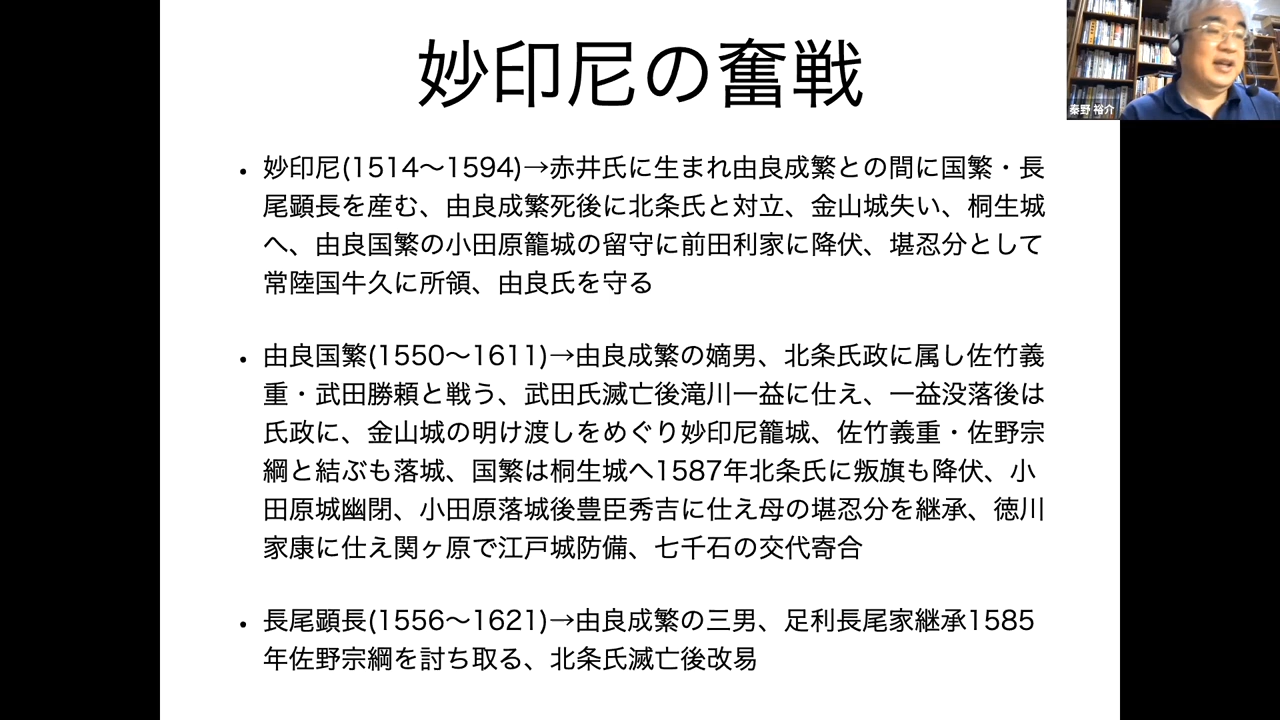 妙印尼の奮戦
秦野 裕介
• 妙印尼(1514〜1594)→赤井氏に生まれ由良成繁との間に国繁・長
尾顕長を産む、由良成繁死後に北条氏と対立、金山城失い、桐生城
へ、由良国繁の小田原籠城の留守に前田利家に降伏、堪忍分として
常陸国牛久に所領、由良氏を守る
• 由良国繁(1550〜1611)→由良成繁の嫡男、北条氏政に属し佐竹義
重・武田勝頼と戦う、武田氏滅亡後滝川一益に仕え、一益没落後は
氏政に、金山城の明け渡しをめぐり妙印尼籠城、佐竹義重・佐野宗
綱と結ぶも落城、国繁は桐生城へ1587年北条氏に叛旗も降伏、小
田原城幽閉、小田原落城後豊臣秀吉に仕え母の堪忍分を継承、徳川
家康に仕え関ヶ原で江戸城防備、七千石の交代寄合
• 長尾顕長(1556〜1621)→由良成繁の三男、足利長尾家継承1585
年佐野宗綱を討ち取る、北条氏滅亡後改易